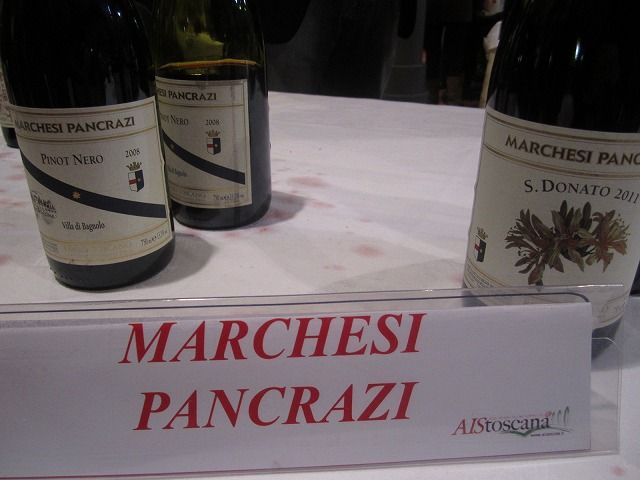 MARCHESI PANCRAZI
PINOT NERO 2008
Villa di Bagnolo
MARCHESI PANCRAZI
PINOT NERO 2008
MARCHESI PANC
S. DONATO 2011
MARCHESI
PANCRAZI
AIStoscana